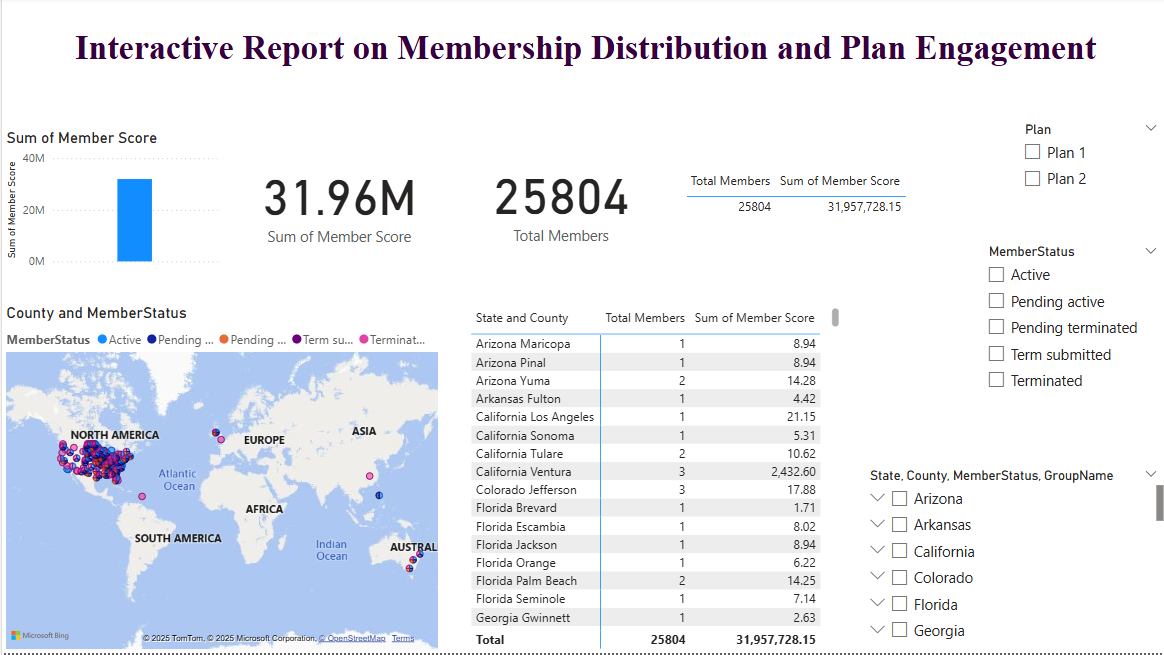 Interactive Report on Membership Distribution and Plan Engagement
Sum of Member Score
Sum of Member Score
40M
20M
0M
31.96M
Sum of Member Score
25804
Total Members
Total Members Sum of Member Score
25804 31,957,728.15
Plan
Plan 1
Plan 2
MemberStatus
Active
Pending active
Pending terminated
Term submitted
Terminated
County and MemberStatus
MemberStatus Active Pending ... Pending ... Term su... Terminat...
NORTH AMERICA
EUROPE
ASIA
Atlantic
Ocean
AFRICA
SOUTH AMERICA
Indian
Ocean
AUSTRAL
Microsoft Bing
© 2025 TomTom, © 2025 Microsoft Corporation, © OpenStreetMap Terms
State and County Total Members Sum of Member Score
Arizona Maricopa 1 8.94
Arizona Pinal 1 8.94
Arizona Yuma 2 14.28
Arkansas Fulton 1 4.42
California Los Angeles 1 21.15
California Sonoma 1 5.31
California Tulare 2 10.62
California Ventura 3 2,432.60
Colorado Jefferson 3 17.88
Florida Brevard 1 1.71
Florida Escambia 1 8.02
Florida Jackson 1 8.94
Florida Orange 1 6.22
Florida Palm Beach 2 14.25
Florida Seminole 1 7.14
Georgia Gwinnett 1 2.63
Total 25804 31,957,728.15
State, County, MemberStatus, GroupName
Arizona
Arkansas
California
Colorado
Florida
Georgia